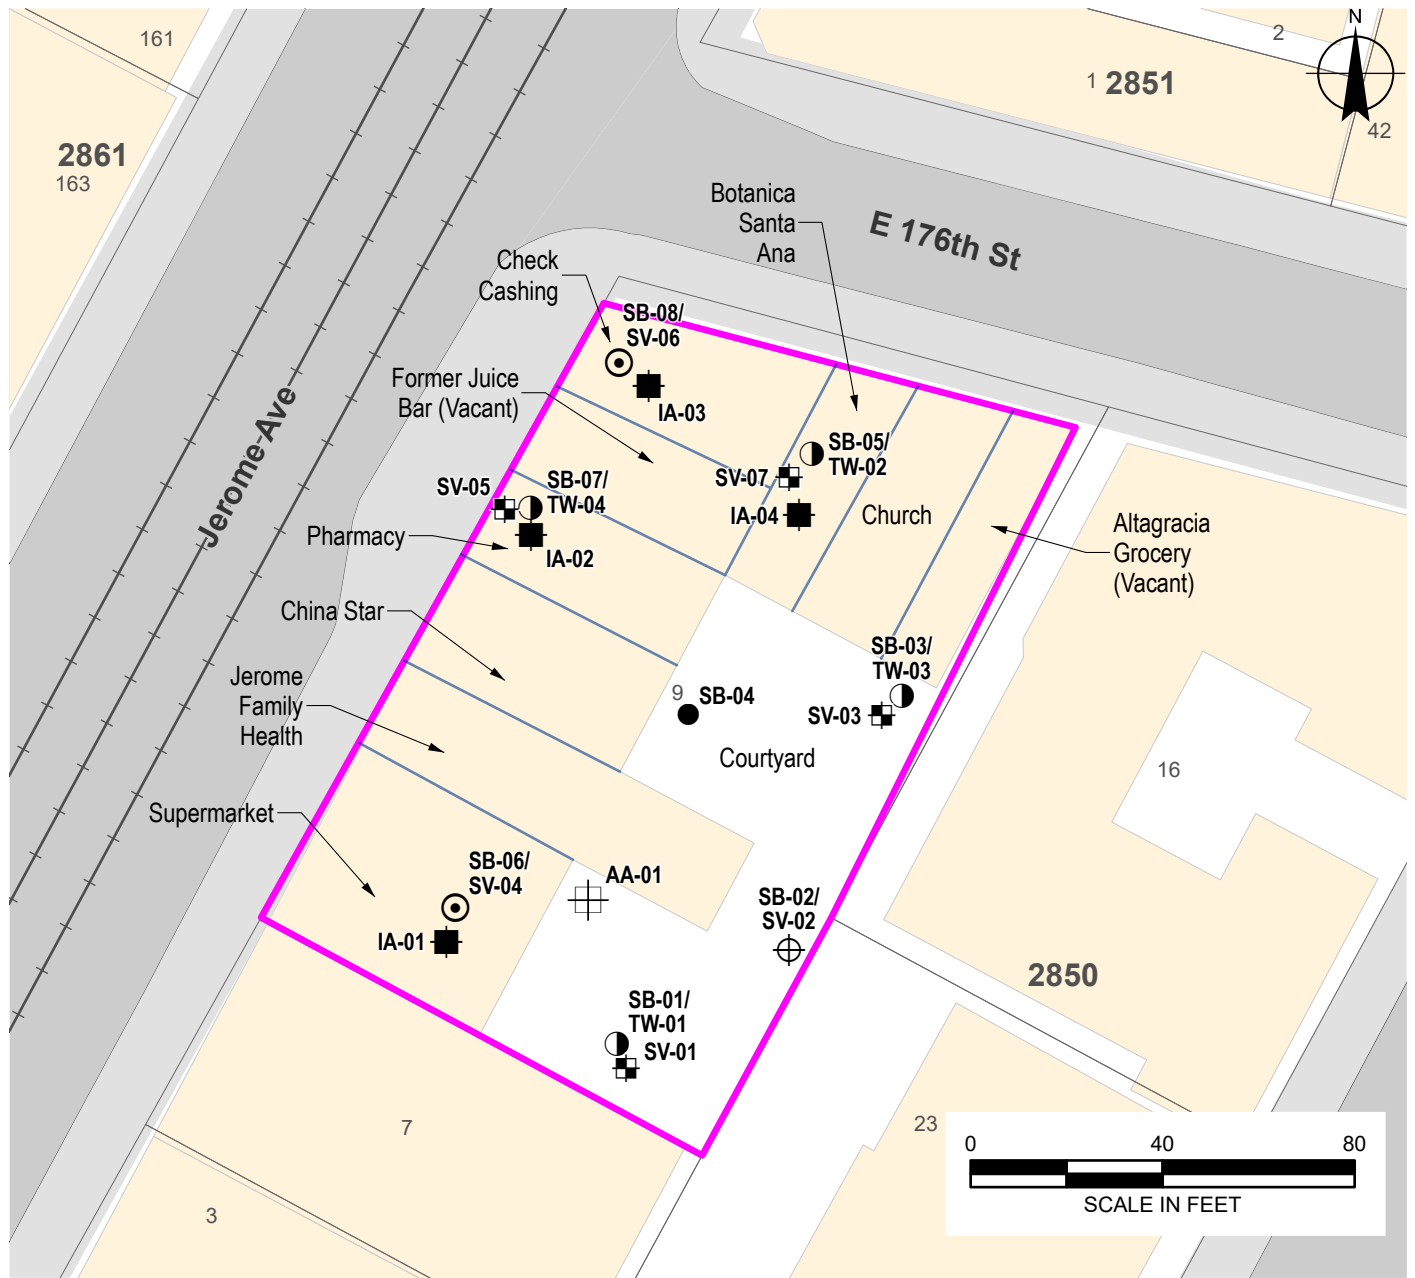 161
2
N
1 2851
42
2861
163
Botanica
Santa
Ana
E 176th St
Check
Cashing
SB-08/
SV-06
Former Juice
Bar (Vacant)
IA-03
SB-05/
TW-02
SV-07
SV-05
SB-07/
TW-04
IA-04
Church
Jerome Ave
Pharmacy
IA-02
Altagracia
Grocery
(Vacant)
China Star
SB-03/
TW-03
Jerome
Family
Health
9
SB-04
SV-03
Courtyard
16
Supermarket
SB-06/
SV-04
AA-01
SB-02/
SV-02
IA-01
2850
SB-01/
TW-01
SV-01
7
23
0 40 80
SCALE IN FEET
3